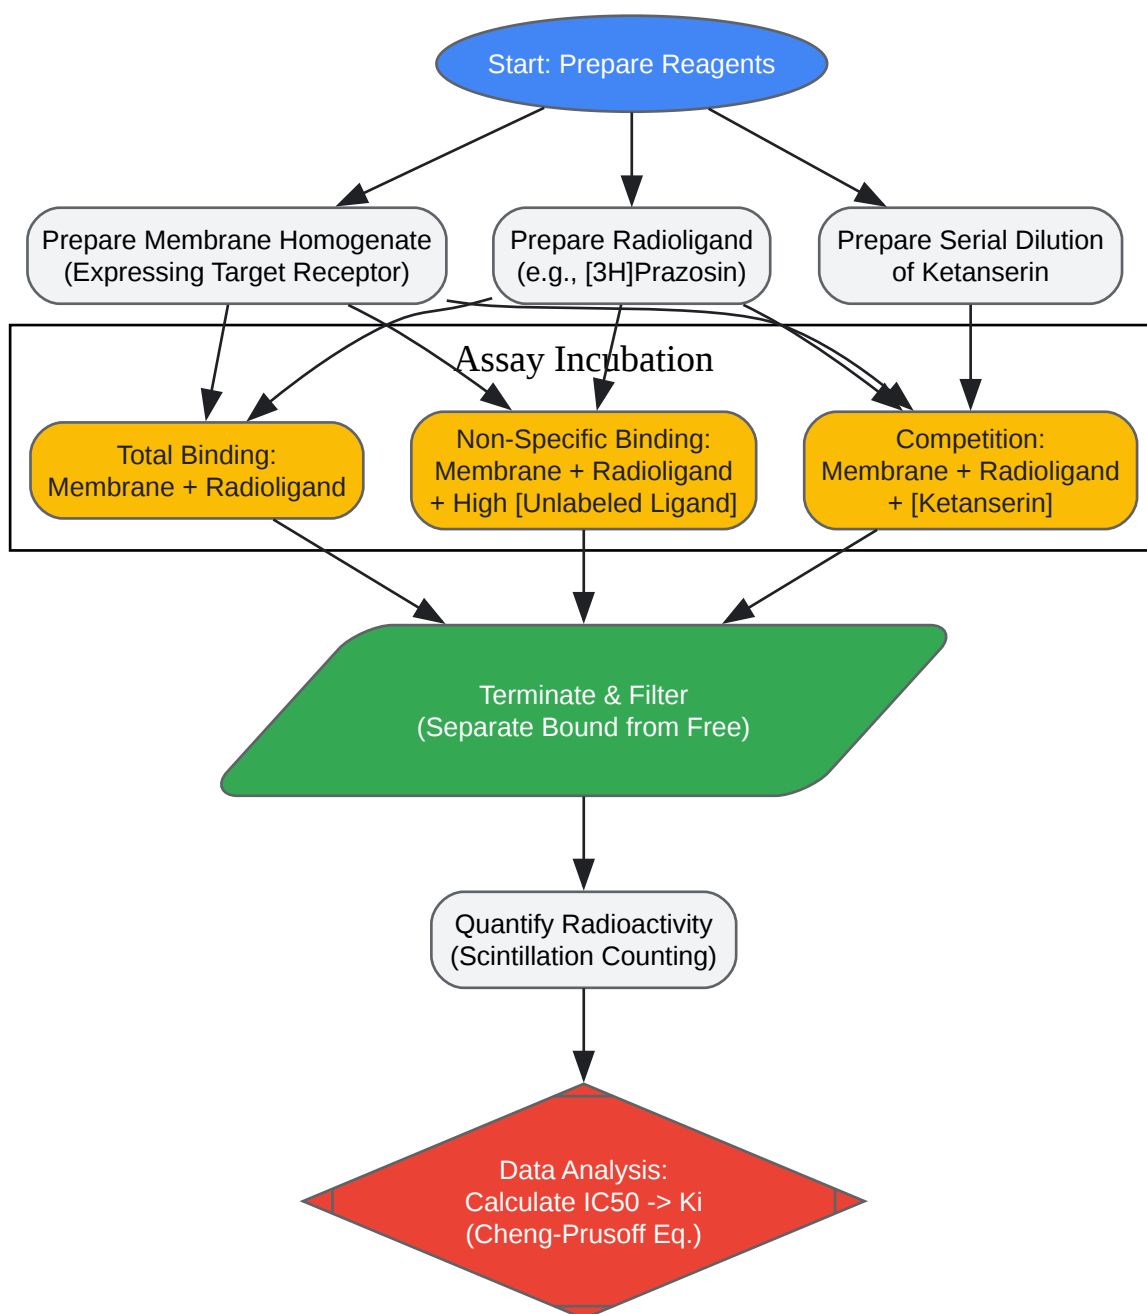 Start: Prepare Reagents
Prepare Membrane Homogenate
(Expressing Target Receptor)
Prepare Radioligand
(e.g., [3H]Prazosin)
Prepare Serial Dilution
of Ketanserin
Assay Incubation
Total Binding:
Membrane + Radioligand
Non-Specific Binding:
Membrane + Radioligand
+ High [Unlabeled Ligand]
Competition:
Membrane + Radioligand
+ [Ketanserin]
Terminate & Filter
(Separate Bound from Free)
Quantify Radioactivity
(Scintillation Counting)
Data Analysis:
Calculate IC50 -> Ki
(Cheng-Prusoff Eq.)